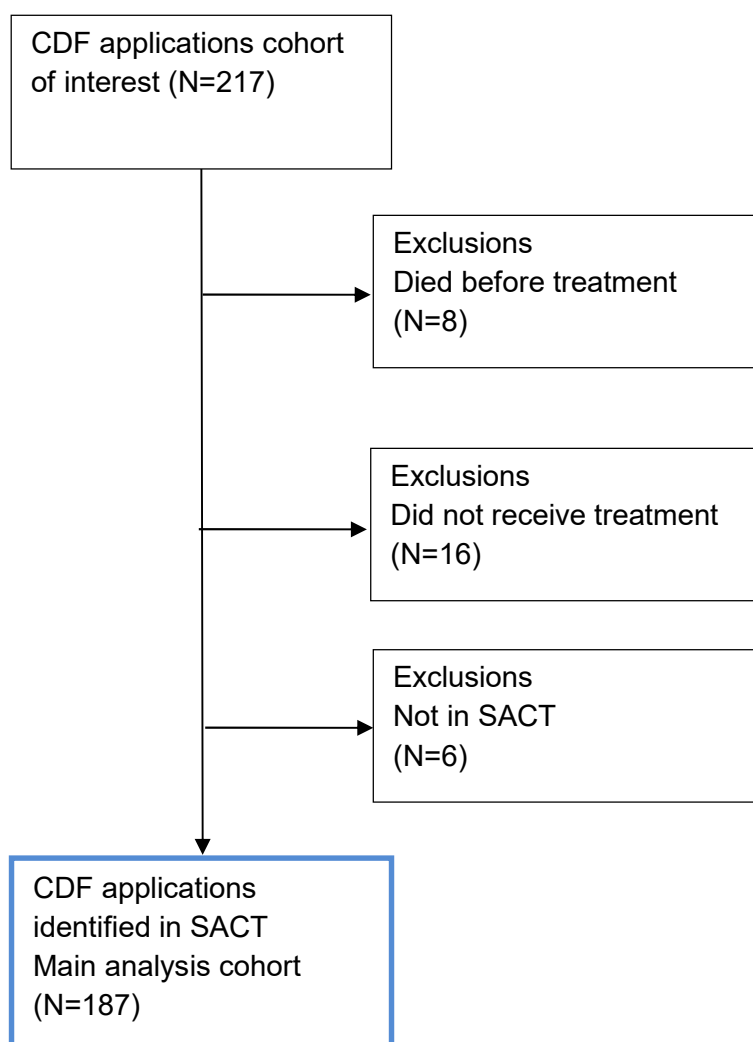 CDF applications cohort
of interest (N=217)
Exclusions
Died before treatment
(N=8)
Exclusions
Did not receive treatment
(N=16)
Exclusions
Not in SACT
(N=6)
CDF applications
identified in SACT
Main analysis cohort
(N=187)